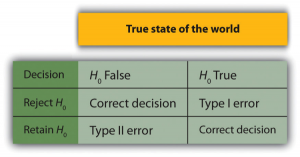 True state of the world
Decision H₀ False H₀ True
Reject H₀ Correct decision Type I error
Retain H₀ Type II error Correct decision